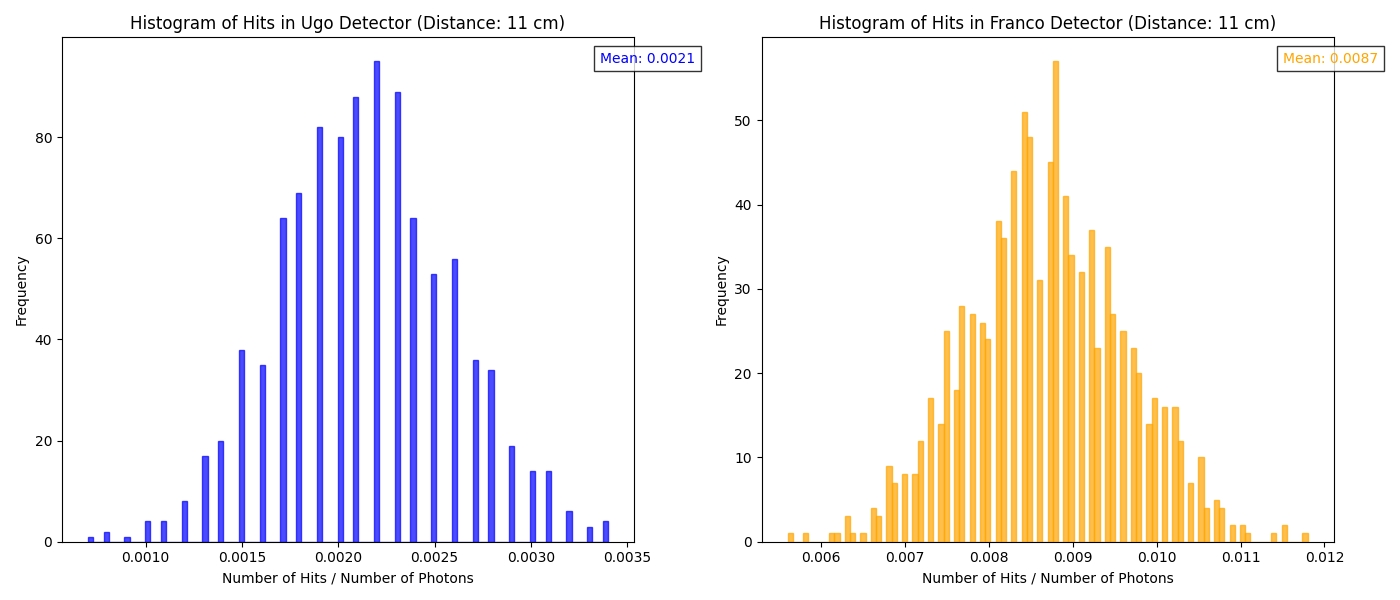 Histogram of Hits in Ugo Detector (Distance: 11 cm)
Mean: 0.0021
Frequency
80
60
40
20
0
0.0010 0.0015 0.0020 0.0025 0.0030 0.0035
Number of Hits / Number of Photons
Histogram of Hits in Franco Detector (Distance: 11 cm)
Mean: 0.0087
Frequency
50
40
30
20
10
0
0.006 0.007 0.008 0.009 0.010 0.011 0.012
Number of Hits / Number of Photons